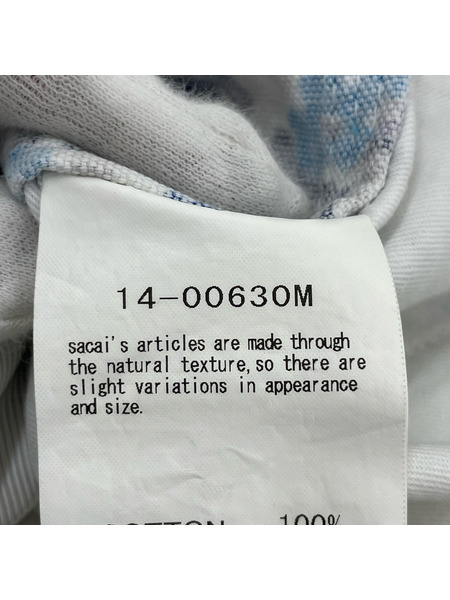 14-00630M
sacai's articles are made through
the natural texture,so there are
slight variations in appearance
and size.
COTTON 100%